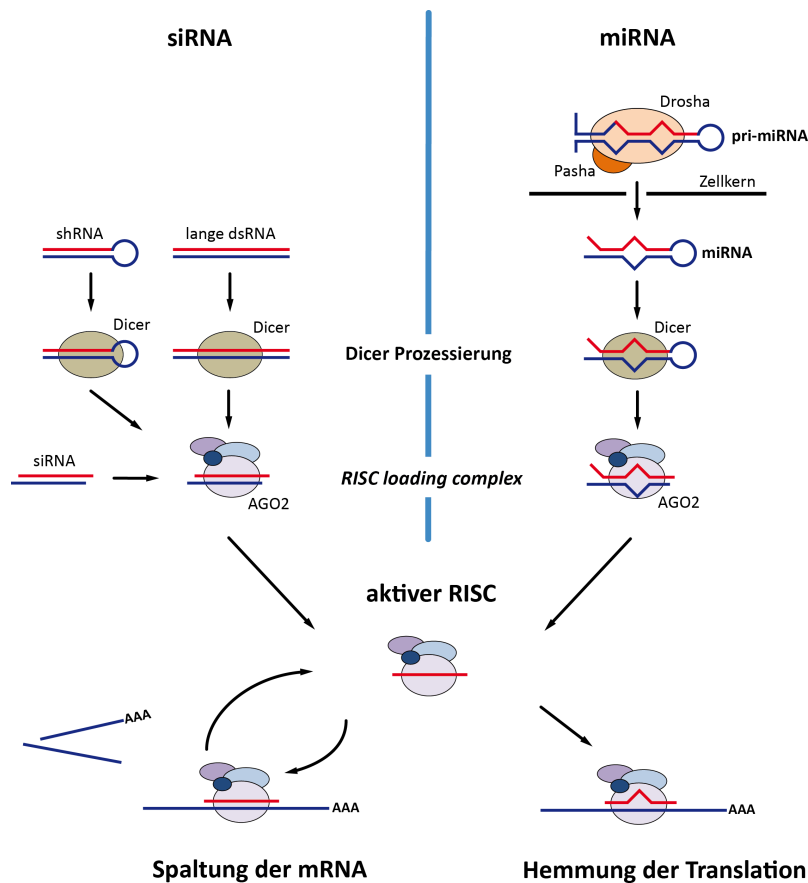 siRNA
miRNA
Drosha
pri-miRNA
Pasha
Zellkern
shRNA
lange dsRNA
miRNA
Dicer
Dicer
Dicer Prozessierung
Dicer
siRNA
RISC loading complex
AGO2
AGO2
aktiver RISC
AAA
AAA
AAA
Spaltung der mRNA
Hemmung der Translation